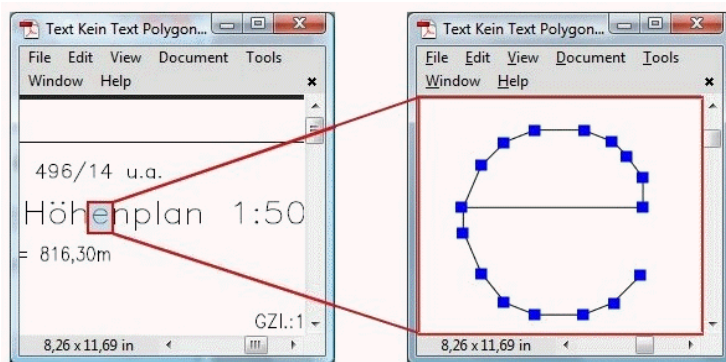 Text Kein Text Polygon...
File Edit View Document Tools
Window Help
496/14 u.a.
Höhenplan 1:50
= 816,30m
GZl.:1
8,26 x 11,69 in
Text Kein Text Polygon...
File Edit View Document Tools
Window Help
e
8,26 x 11,69 in